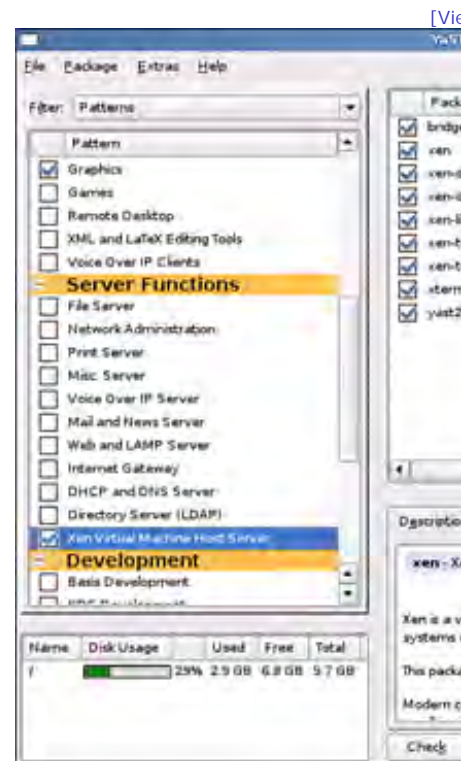 [Vie
YaST
File Package Extras Help
Filter: Patterns
Pattern
Graphics
Games
Remote Desktop
XML and LaTeX Editing Tools
Voice Over IP Clients
Server Functions
File Server
Network Administration
Print Server
Misc. Server
Voice Over IP Server
Mail and News Server
Web and LAMP Server
Internet Gateway
DHCP and DNS Server
Directory Server (LDAP)
Xen Virtual Machine Host Server
Development
Basis Development
Name Disk Usage Used Free Total
/ 29% 2.9 GB 6.8 GB 9.7 GB
Pack
bridge
xen
xen-d
xen-d
xen-li
xen-t
xen-t
xterm
yast2
Description
xen - X
Xen is a v
systems
This packa
Modern c
Check